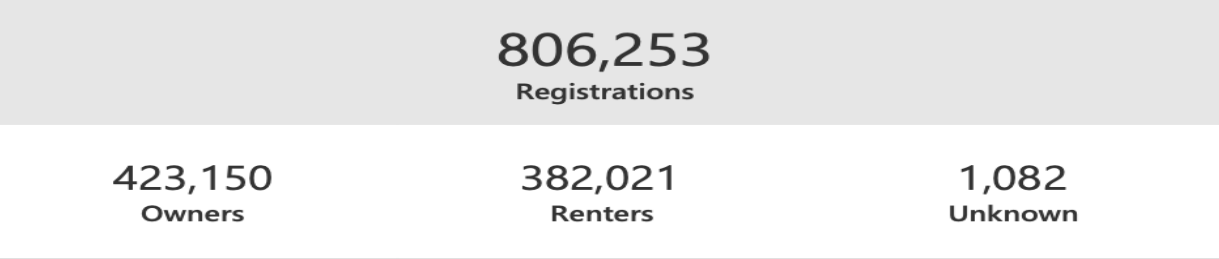 806,253
Registrations
423,150 382,021 1,082
Owners Renters Unknown